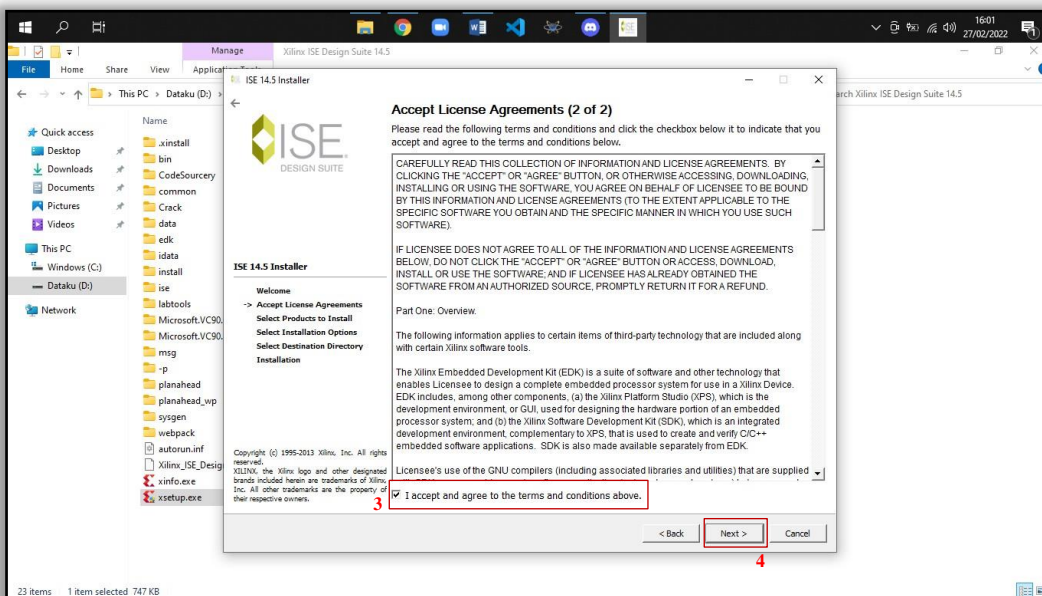 16:01
27/02/2022
1
Manage
Xilinx ISE Design Suite 14.5
File
Home
Share
View
This PC > Dataku (D:) >
Xilinx ISE Design Suite 14.5
Quick access
Desktop
Downloads
Documents
Pictures
Videos
This PC
Windows (C:)
Dataku (D:)
Network
Name
.xinstall
bin
CodeSourcery
common
Crack
data
edk
idata
install
ise
labtools
Microsoft.VC90.
Microsoft.VC90.
msg
-p
planahead
planahead_wp
sysgen
webpack
autorun.inf
Xilinx_ISE_Desig
xinfo.exe
xsetup.exe
ISE 14.5 Installer
ISE
DESIGN SUITE
ISE 14.5 Installer
Welcome
-> Accept License Agreements
Select Products to Install
Select Installation Options
Select Destination Directory
Installation
Copyright (c) 1995-2013 Xilinx, Inc. All rights
reserved.
XILINX, the Xilinx logo and other designated
brands included herein are trademarks of Xilinx,
Inc. All other trademarks are the property of
their respective owners.
Accept License Agreements (2 of 2)
Please read the following terms and conditions and click the checkbox below it to indicate that you
accept and agree to the terms and conditions below.
CAREFULLY READ THIS COLLECTION OF INFORMATION AND LICENSE AGREEMENTS. BY
CLICKING THE "ACCEPT" OR "AGREE" BUTTON, OR OTHERWISE ACCESSING, DOWNLOADING,
INSTALLING OR USING THE SOFTWARE, YOU AGREE ON BEHALF OF LICENSEE TO BE BOUND
BY THIS INFORMATION AND LICENSE AGREEMENTS (TO THE EXTENT APPLICABLE TO THE
SPECIFIC SOFTWARE YOU OBTAIN AND THE SPECIFIC MANNER IN WHICH YOU USE SUCH
SOFTWARE).
IF LICENSEE DOES NOT AGREE TO ALL OF THE INFORMATION AND LICENSE AGREEMENTS
BELOW, DO NOT CLICK THE "ACCEPT" OR "AGREE" BUTTON OR ACCESS, DOWNLOAD,
INSTALL OR USE THE SOFTWARE; AND IF LICENSEE HAS ALREADY OBTAINED THE
SOFTWARE FROM AN AUTHORIZED SOURCE, PROMPTLY RETURN IT FOR A REFUND.
Part One: Overview.
The following information applies to certain items of third-party technology that are included along
with certain Xilinx software tools.
The Xilinx Embedded Development Kit (EDK) is a suite of software and other technology that
enables Licensee to design a complete embedded processor system for use in a Xilinx Device.
EDK includes, among other components, (a) the Xilinx Platform Studio (XPS), which is the
development environment, or GUI, used for designing the hardware portion of an embedded
processor system; and (b) the Xilinx Software Development Kit (SDK), which is an integrated
development environment, complementary to XPS, that is used to create and verify C/C++
embedded software applications. SDK is also made available separately from EDK.
Licensee's use of the GNU compilers (including associated libraries and utilities) that are supplied
3
I accept and agree to the terms and conditions above.
< Back
Next >
Cancel
4
23 items
1 item selected 747 KB